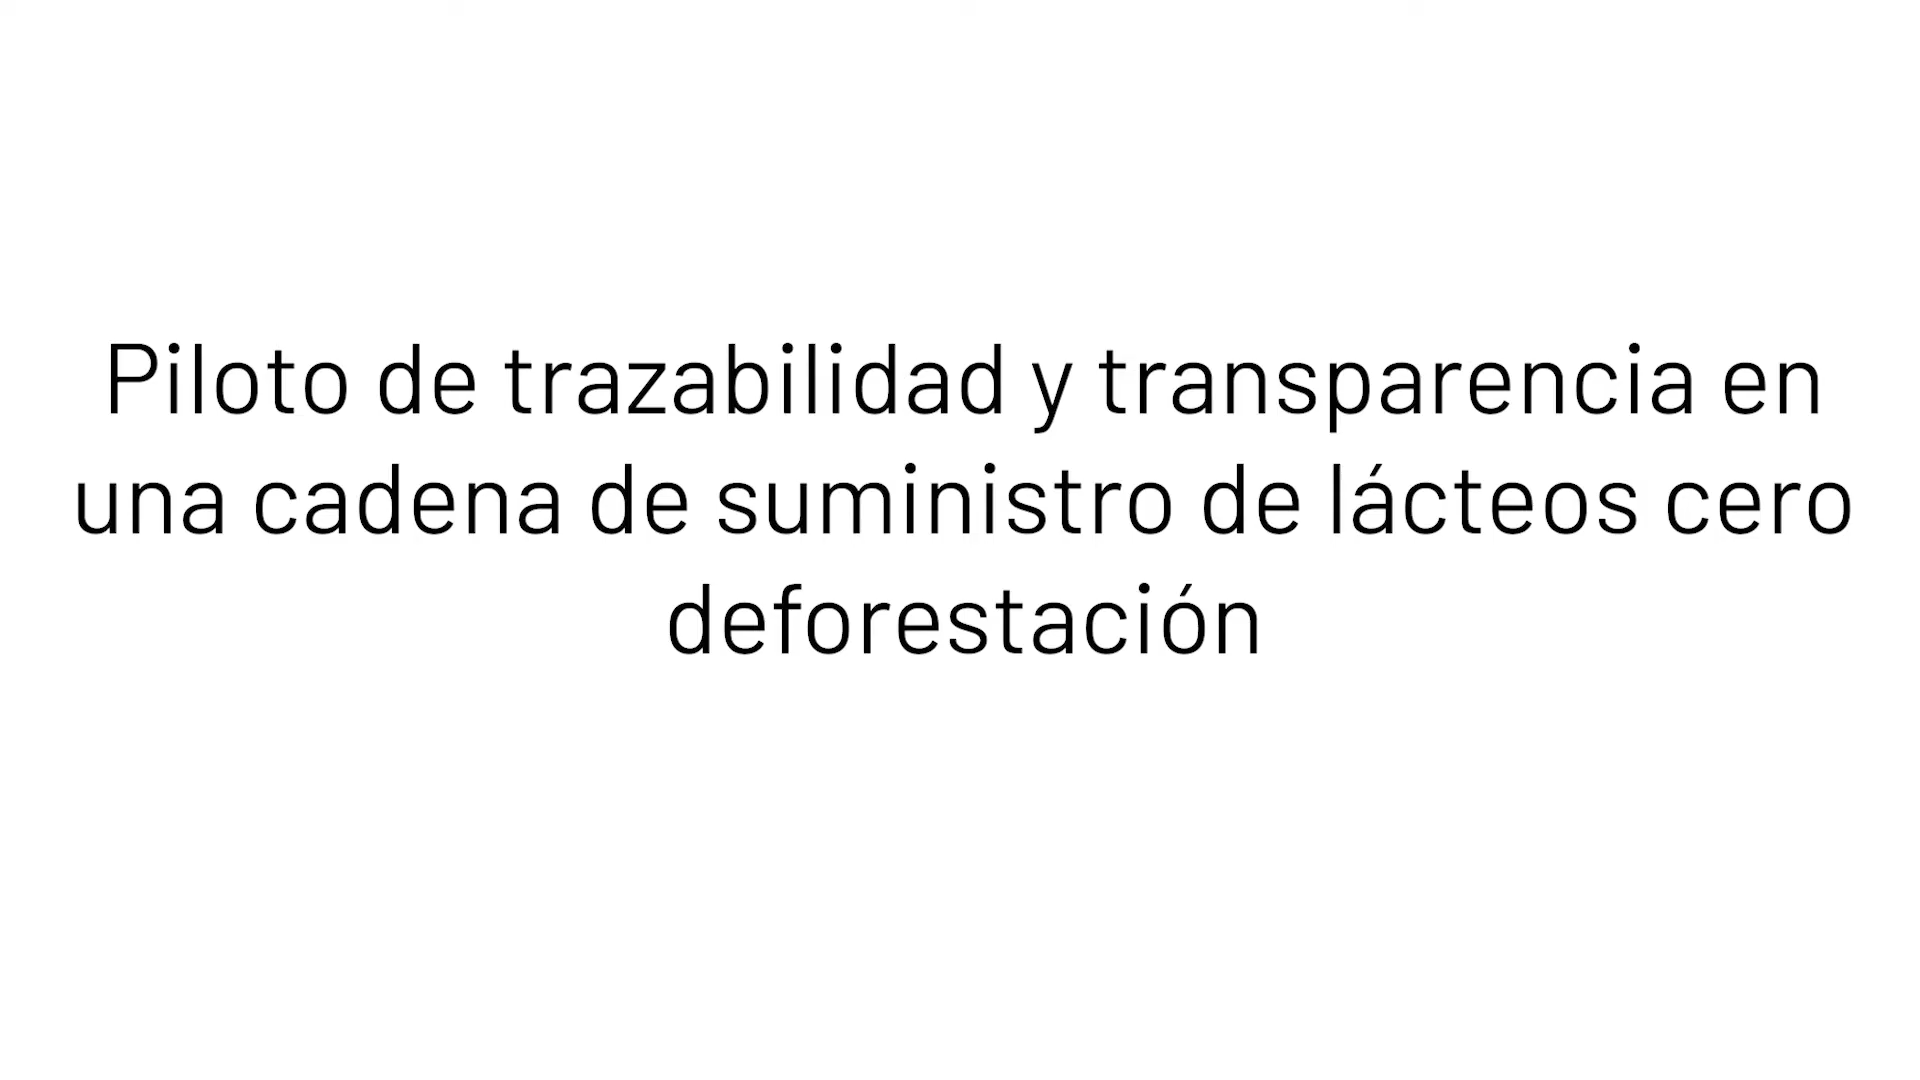 Piloto de trazabilidad y transparencia en
una cadena de suministro de lácteos cero
deforestación